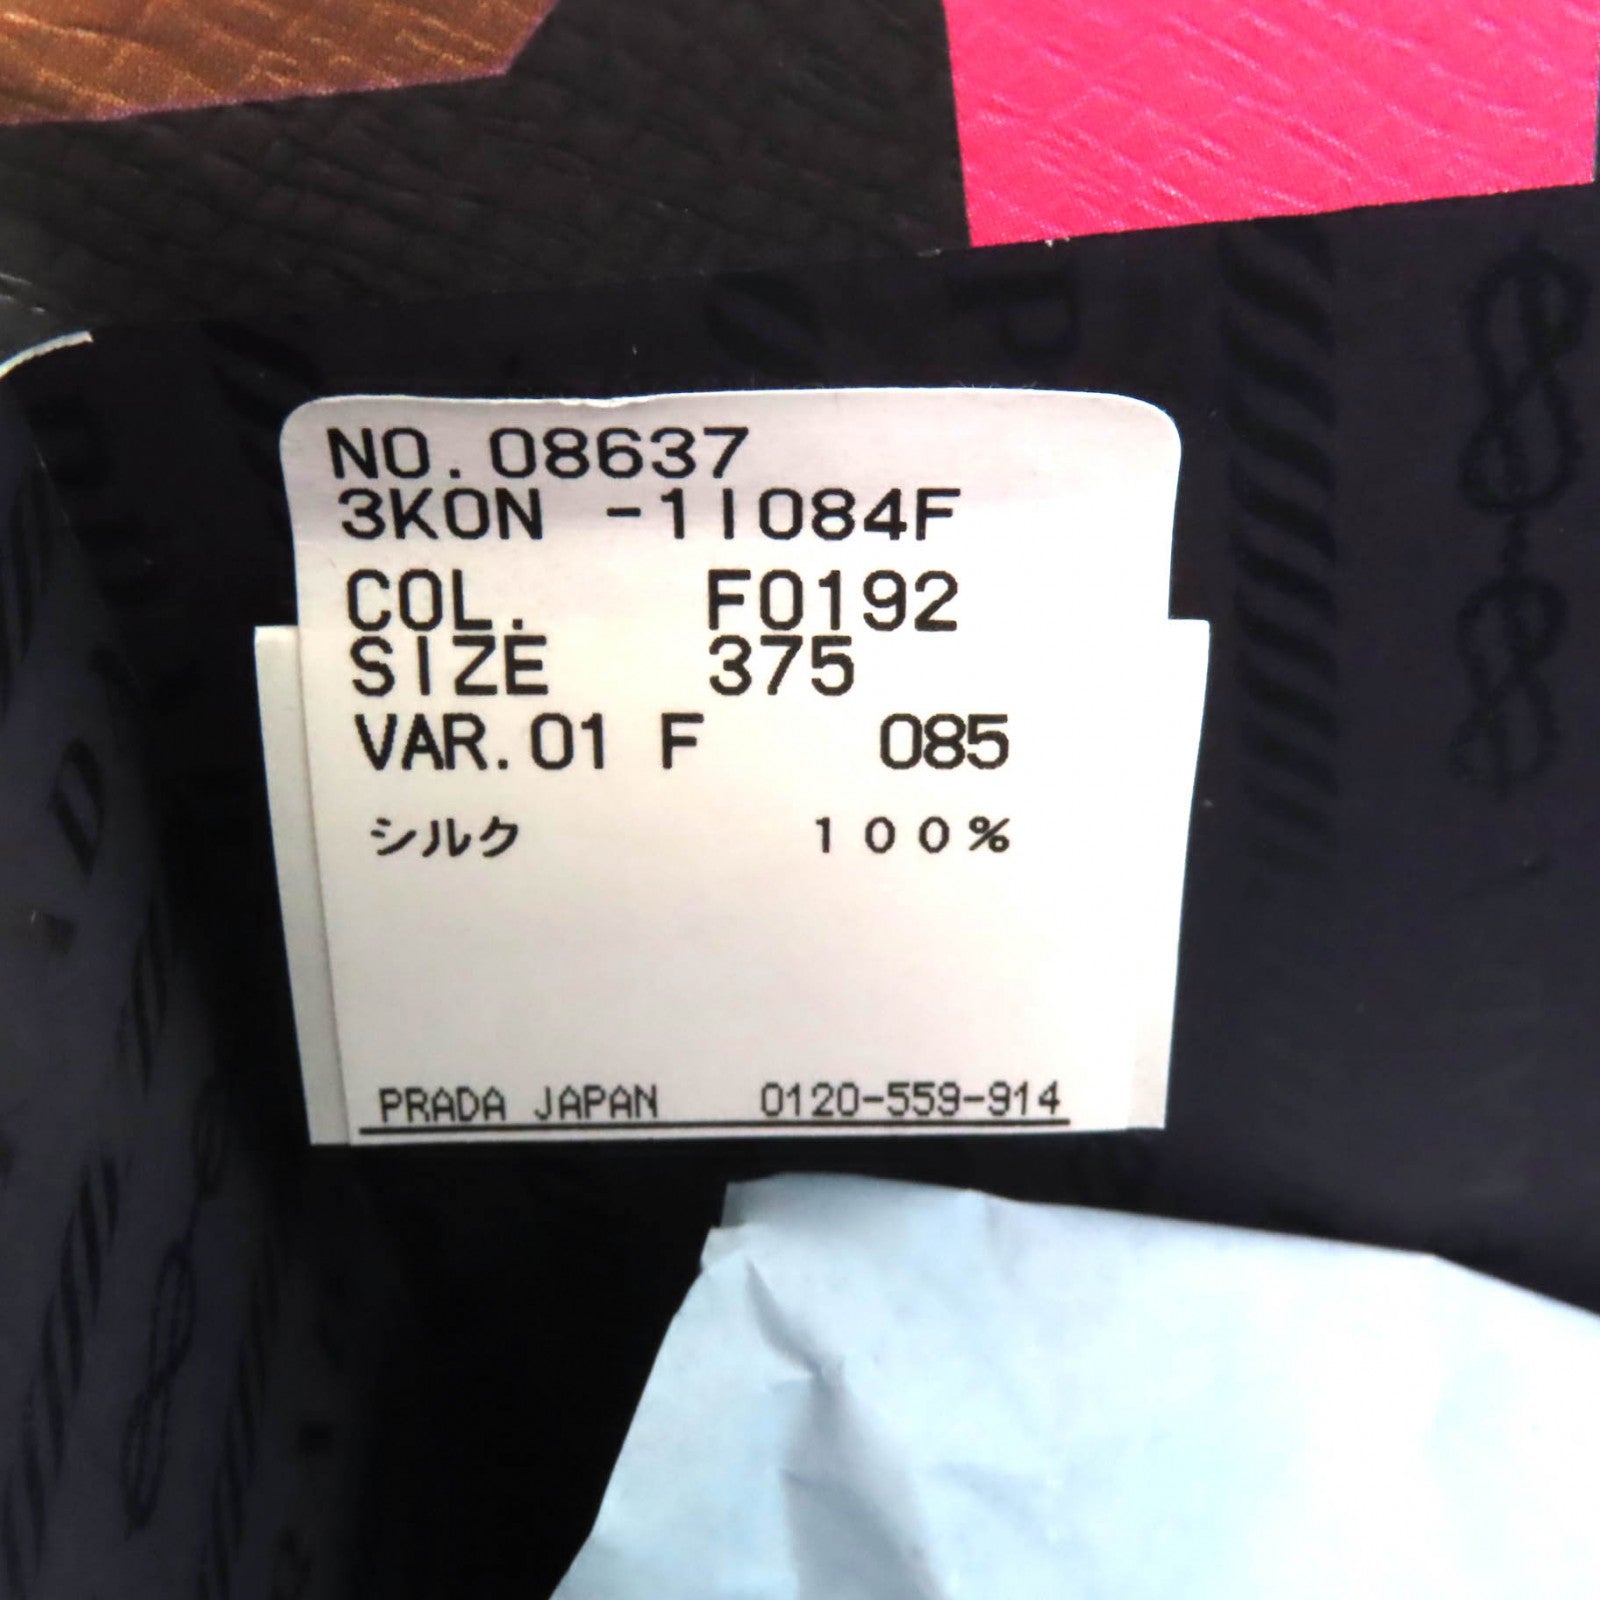 NO.08637
3KON -1I084F
COL. F0192
SIZE 375
VAR.01 F 085
シルク 100%
PRADA JAPAN 0120-559-914